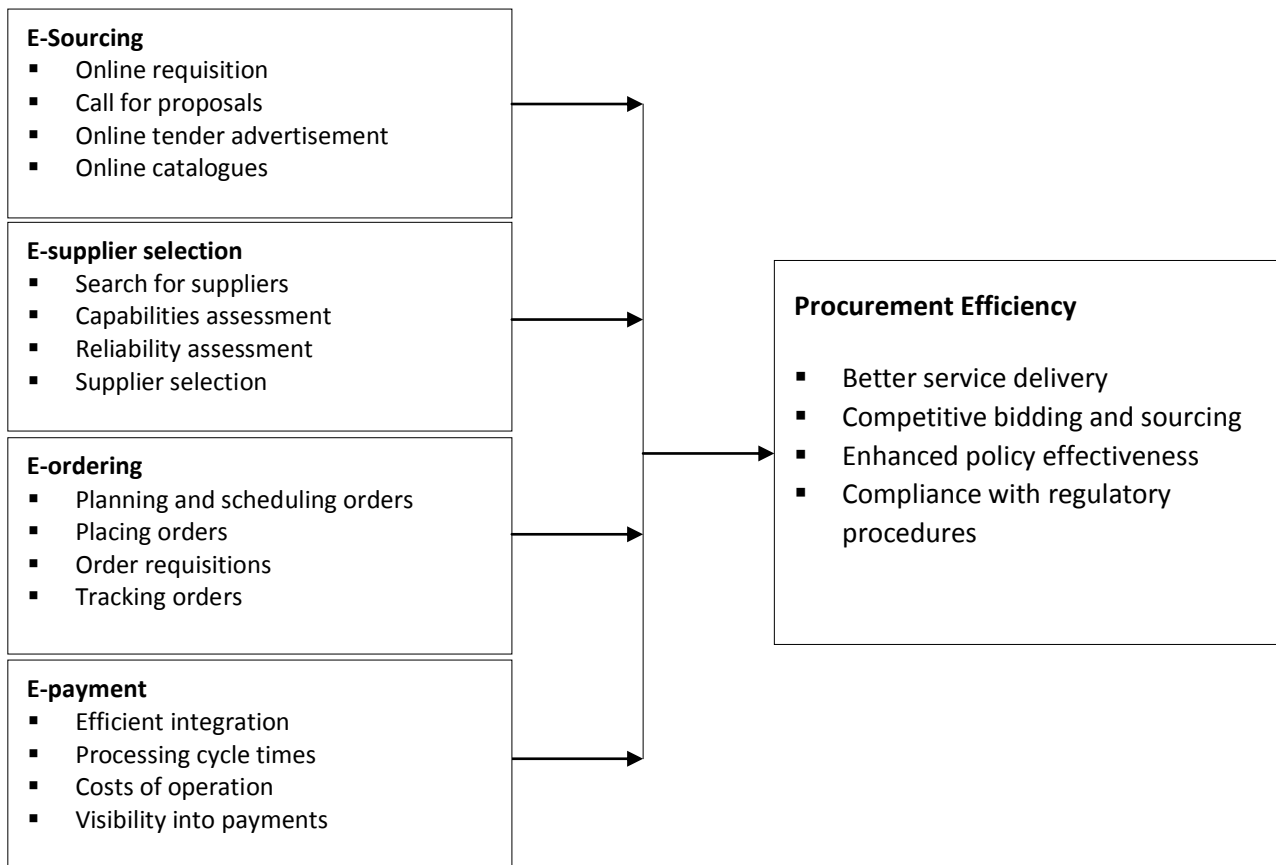 E-Sourcing
▪ Online requisition
▪ Call for proposals
▪ Online tender advertisement
▪ Online catalogues
E-supplier selection
▪ Search for suppliers
▪ Capabilities assessment
▪ Reliability assessment
▪ Supplier selection
E-ordering
▪ Planning and scheduling orders
▪ Placing orders
▪ Order requisitions
▪ Tracking orders
E-payment
▪ Efficient integration
▪ Processing cycle times
▪ Costs of operation
▪ Visibility into payments
Procurement Efficiency
▪ Better service delivery
▪ Competitive bidding and sourcing
▪ Enhanced policy effectiveness
▪ Compliance with regulatory
procedures